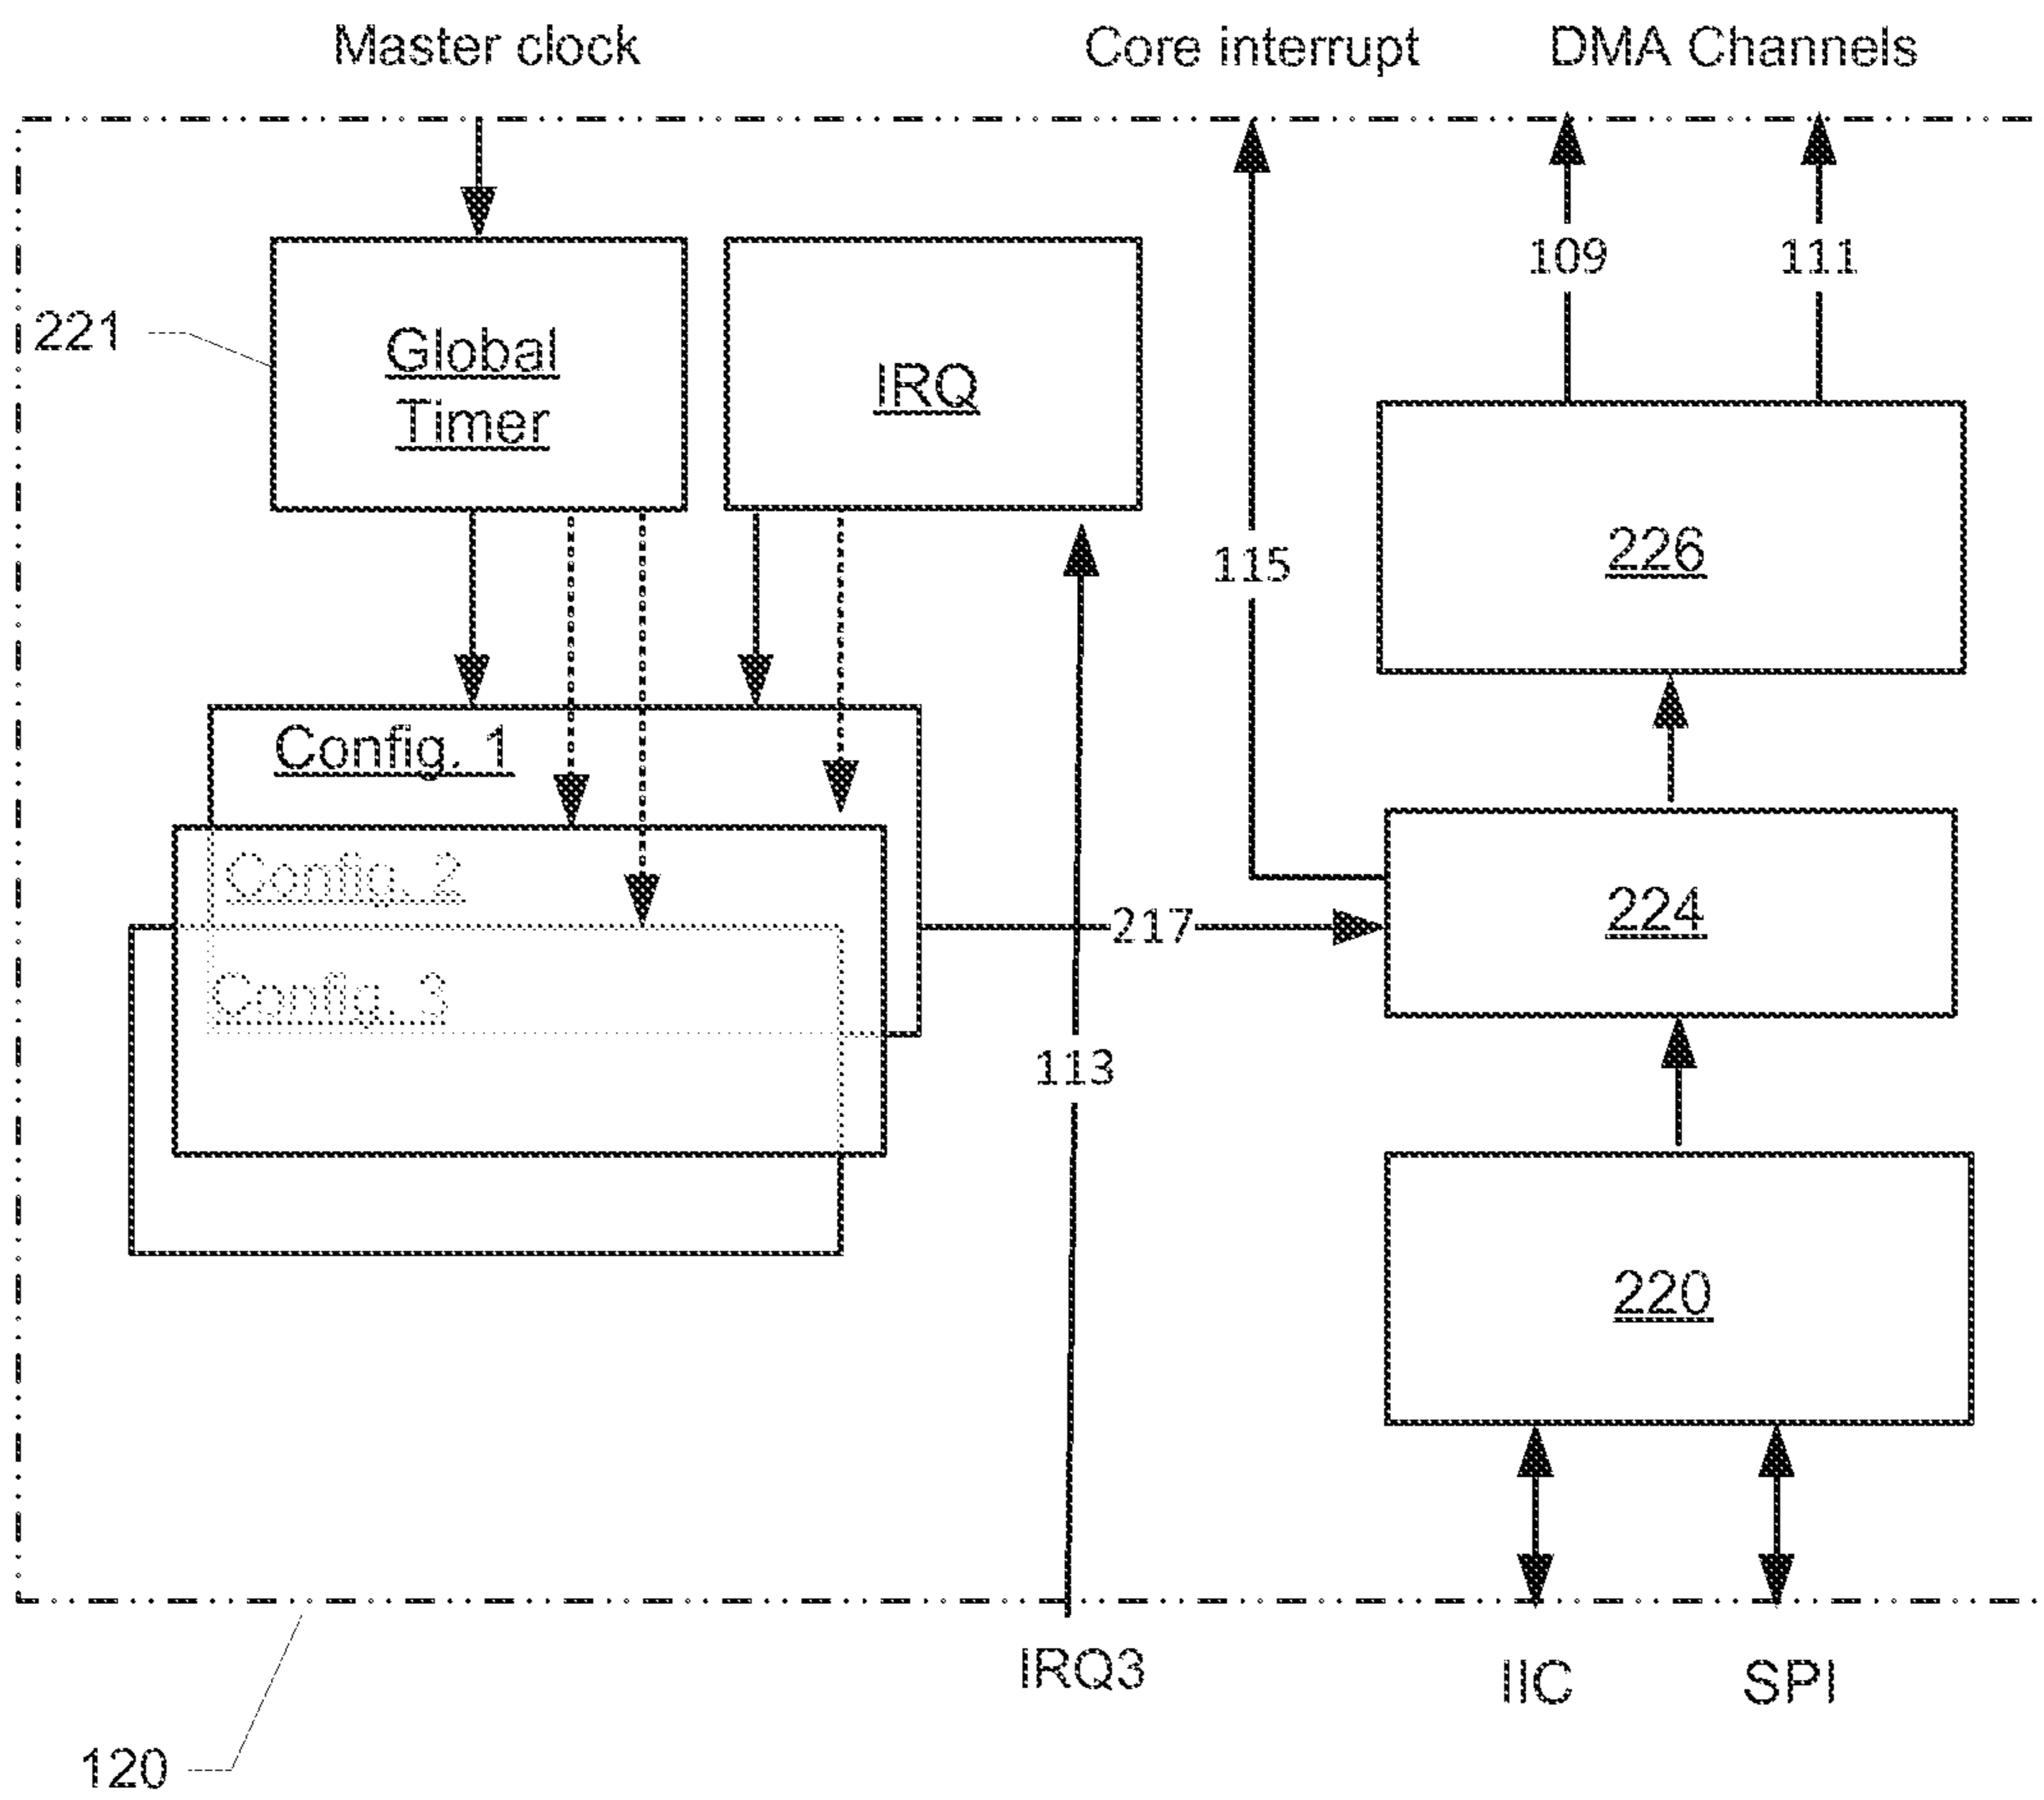 Master clock
Core interrupt
DMA Channels
109
111
221
Global
Timer
IRQ
115
226
Config. 1
Config. 2
224
217
Config. 3
113
220
IRQ3
IIC
SPI
120